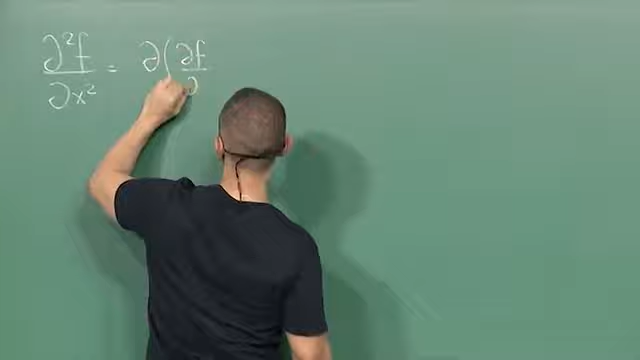 ∂²f/∂x² = ∂(∂f/∂